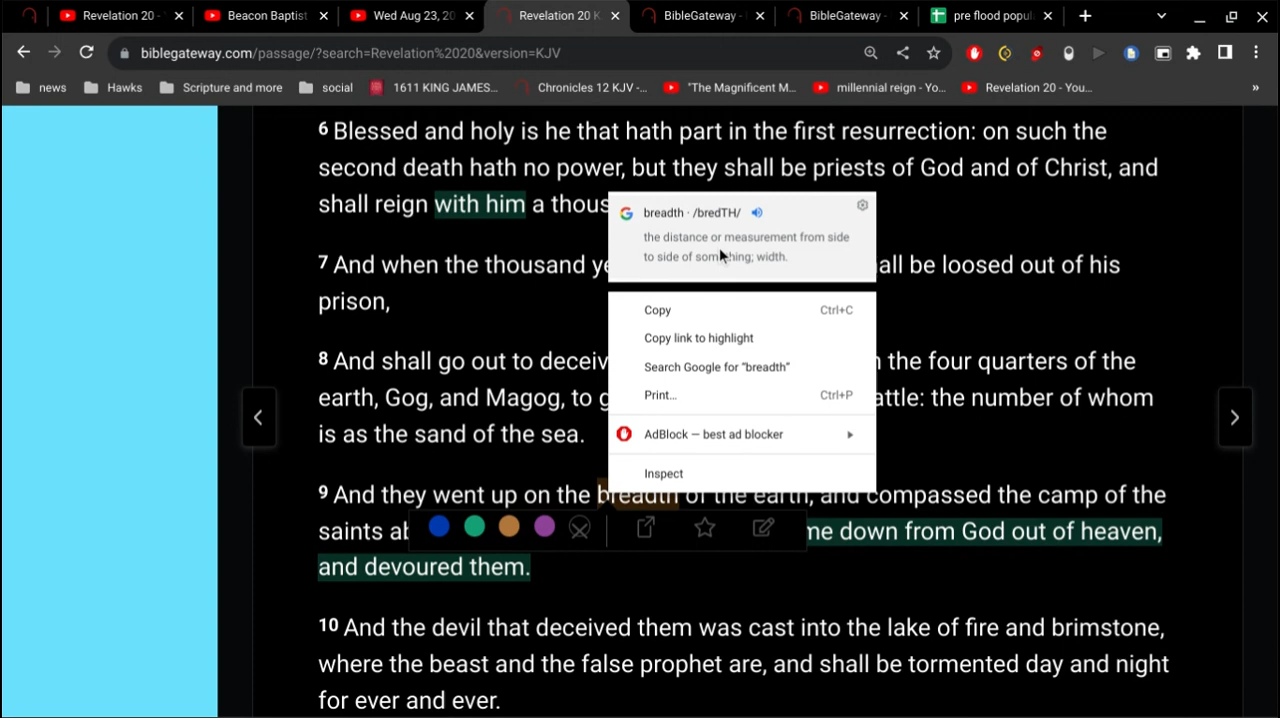 Revelation 20 -
Beacon Baptist
Wed Aug 23, 20
Revelation 20 K
BibleGateway -
BibleGateway -
pre flood popul
biblegateway.com/passage/?search=Revelation%2020&version=KJV
news
Hawks
Scripture and more
social
1611 KING JAMES...
Chronicles 12 KJV -...
"The Magnificent M...
millennial reign - Yo...
Revelation 20 - You...
»
6 Blessed and holy is he that hath part in the first resurrection: on such the
second death hath no power, but they shall be priests of God and of Christ, and
shall reign with him a thous
breadth · /bredTH/
the distance or measurement from side
to side of something; width.
7 And when the thousand ye all be loosed out of his
prison,
Copy Ctrl+C
Copy link to highlight
Search Google for "breadth"
Print... Ctrl+P
AdBlock — best ad blocker
Inspect
8 And shall go out to deceiv the four quarters of the
earth, Gog, and Magog, to g attle: the number of whom
is as the sand of the sea.
9 And they went up on the breadth of the earth, and compassed the camp of the
saints ab me down from God out of heaven,
and devoured them.
10 And the devil that deceived them was cast into the lake of fire and brimstone,
where the beast and the false prophet are, and shall be tormented day and night
for ever and ever.